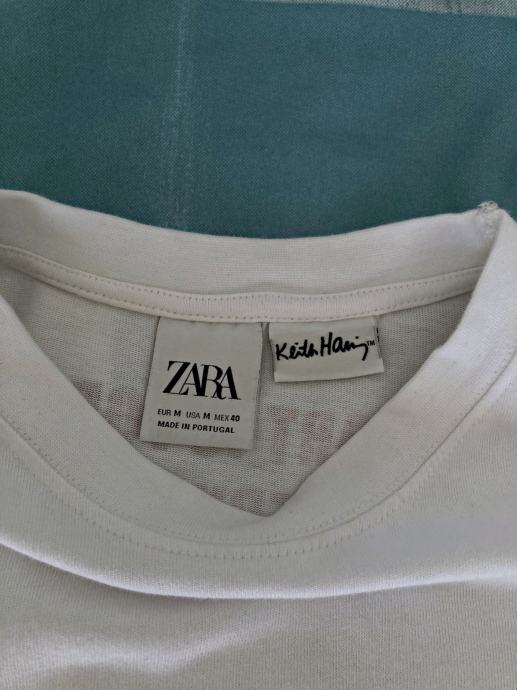 ZARA
EUR M USA M MEX 40
MADE IN PORTUGAL
Keith Haring™